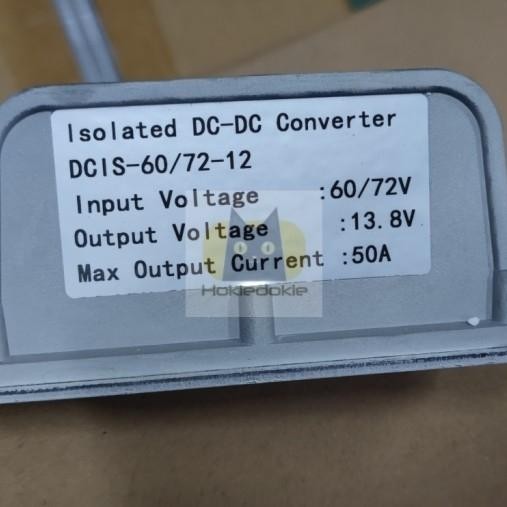 Isolated DC-DC Converter
DCIS-60/72-12
Input Voltage :60/72V
Output Voltage :13.8V
Max Output Current :50A
Hokiedokie